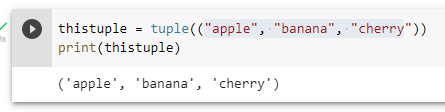 thistuple = tuple(("apple", "banana", "cherry"))
print(thistuple)
('apple', 'banana', 'cherry')